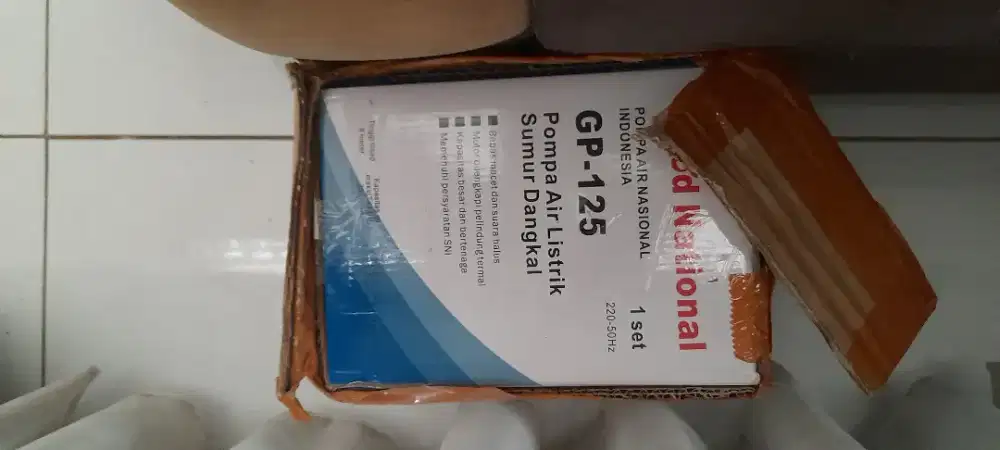 National
POMPA AIR NASIONAL
INDONESIA
1 set
220-50Hz
GP-125
Pompa Air Listrik
Sumur Dangkal
Bebas macet dan suara halus
Motor dilengkapi pelindung termal
Kapasitas besar dan bertenaga
Memenuhi persyaratan SNI